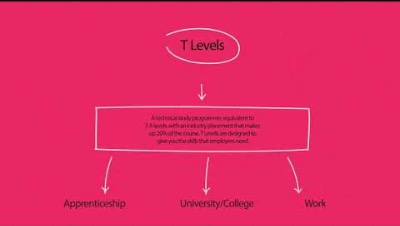 T Levels
A technical study programme, equivalent to
3 A levels with an industry placement that makes
up 20% of the course. T Levels are designed to
give you the skills that employers need.
Apprenticeship
University/College
Work